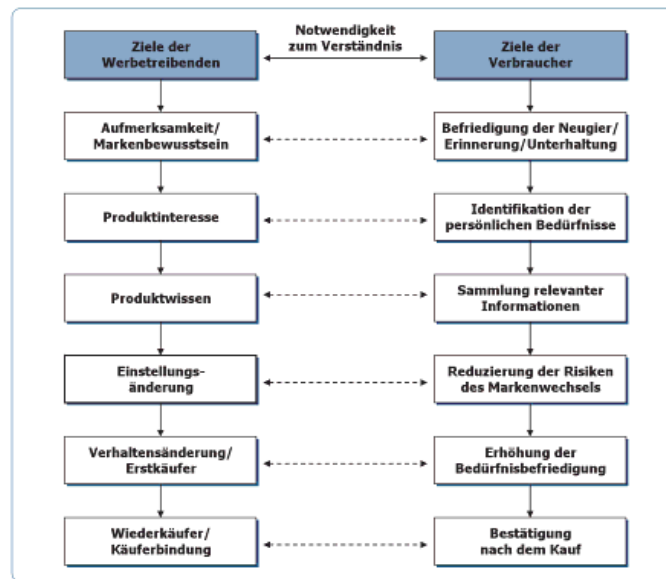 Notwendigkeit
zum Verständnis
Ziele der
Werbetreibenden
Ziele der
Verbraucher
Aufmerksamkeit/
Markenbewusstsein
Befriedigung der Neugier/
Erinnerung/Unterhaltung
Produktinteresse
Identifikation der
persönlichen Bedürfnisse
Produktwissen
Sammlung relevanter
Informationen
Einstellungs-
änderung
Reduzierung der Risiken
des Markenwechsels
Verhaltensänderung/
Erstkäufer
Erhöhung der
Bedürfnisbefriedigung
Wiederkäufer/
Käuferbindung
Bestätigung
nach dem Kauf